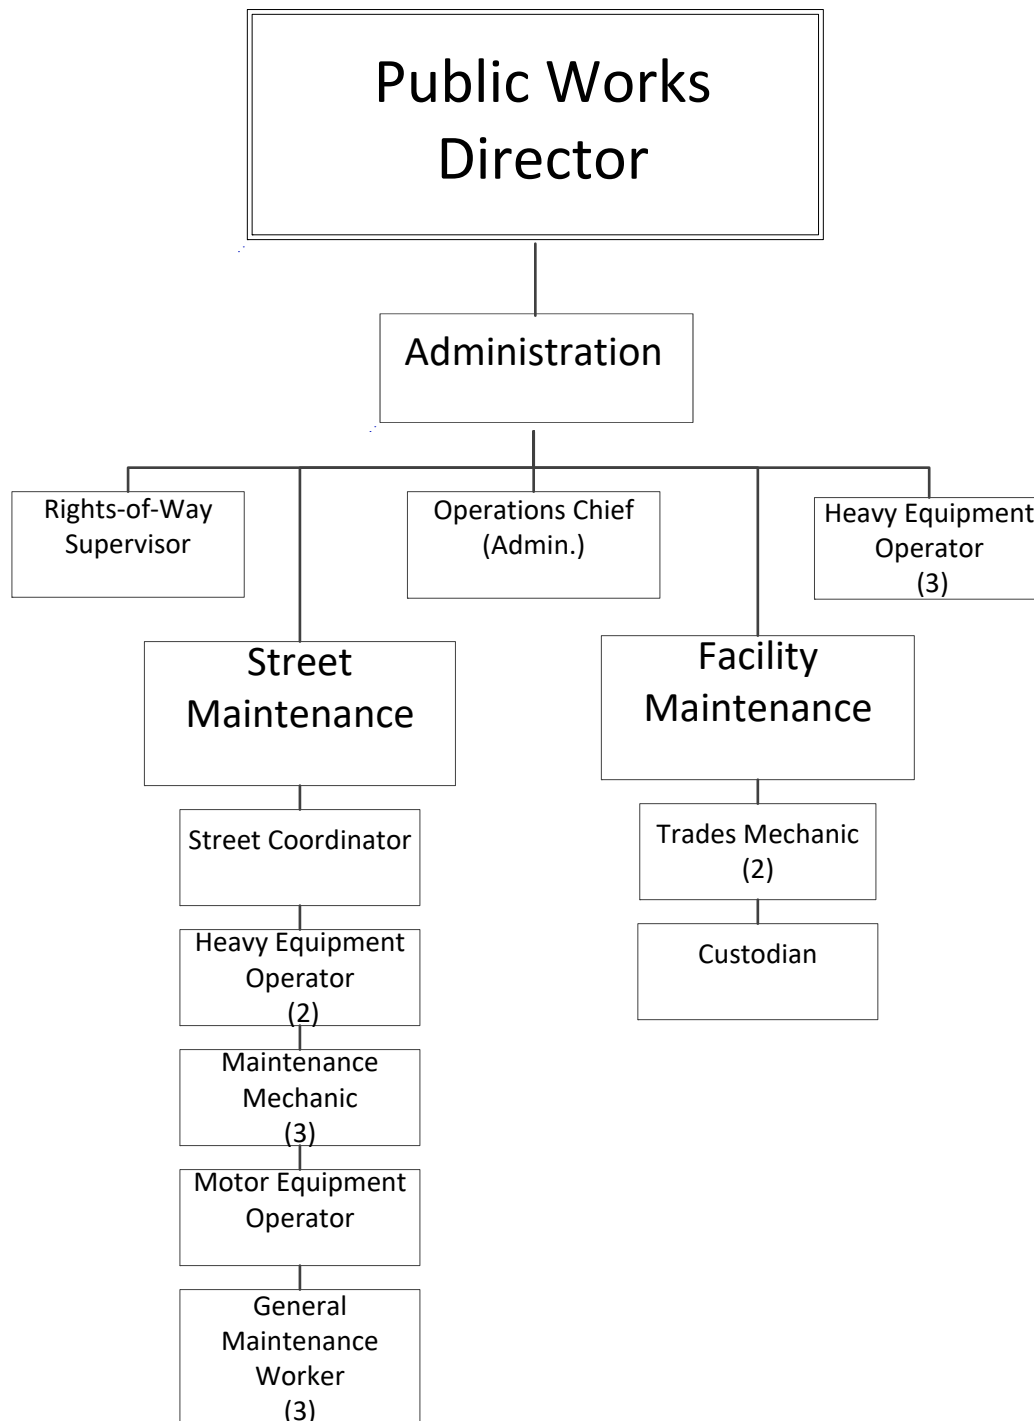 Public Works
Director
Administration
Rights-of-Way
Supervisor
Operations Chief
(Admin.)
Heavy Equipment
Operator
(3)
Street
Maintenance
Facility
Maintenance
Street Coordinator
Trades Mechanic
(2)
Heavy Equipment
Operator
(2)
Custodian
Maintenance
Mechanic
(3)
Motor Equipment
Operator
General
Maintenance
Worker
(3)